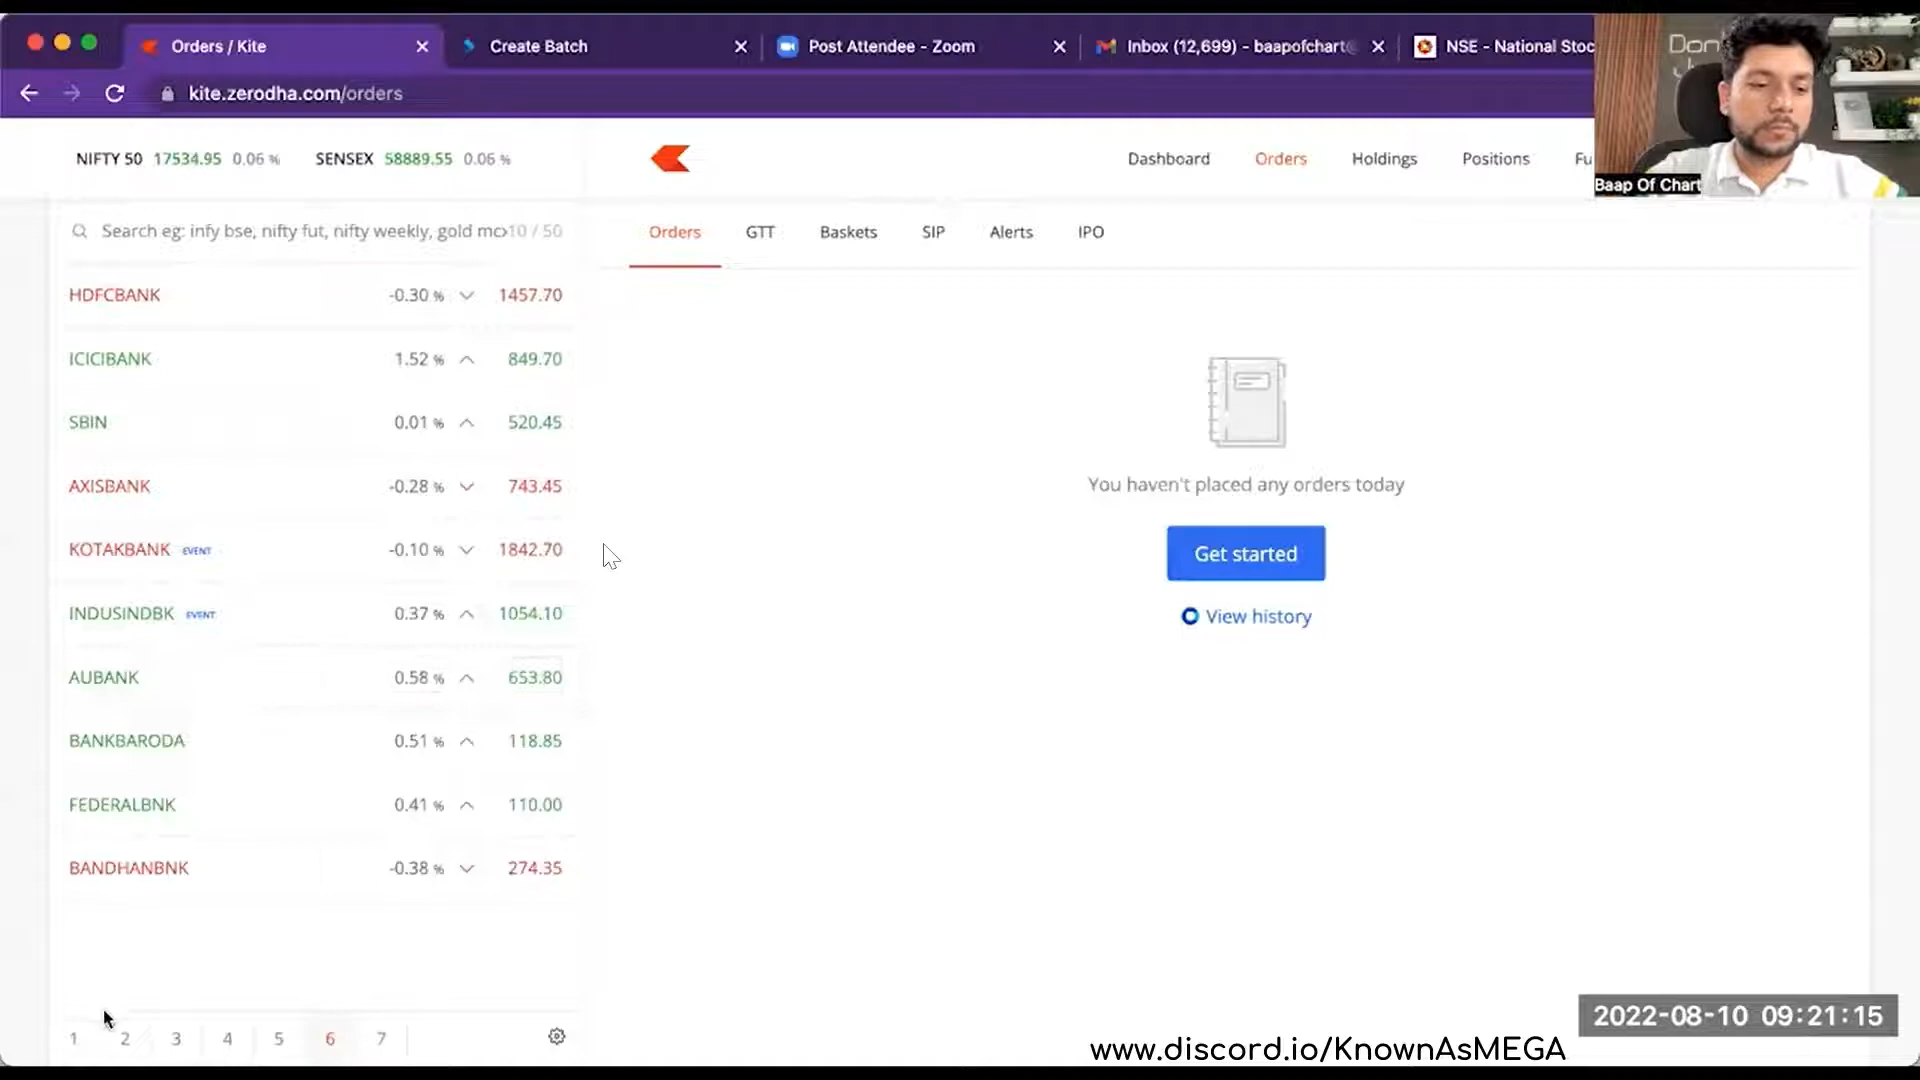 Orders / Kite
Create Batch
Post Attendee - Zoom
Inbox (12,699) - baapofchart@
NSE - National Stoc
kite.zerodha.com/orders
Baap Of Chart
NIFTY 50 17534.95 0.06 %
SENSEX 58889.55 0.06 %
Dashboard
Orders
Holdings
Positions
Fu
Search eg: infy bse, nifty fut, nifty weekly, gold mcx
10 / 50
Orders
GTT
Baskets
SIP
Alerts
IPO
HDFCBANK -0.30 % 1457.70
ICICIBANK 1.52 % 849.70
SBIN 0.01 % 520.45
AXISBANK -0.28 % 743.45
KOTAKBANK EVENT -0.10 % 1842.70
INDUSINDBK EVENT 0.37 % 1054.10
AUBANK 0.58 % 653.80
BANKBARODA 0.51 % 118.85
FEDERALBNK 0.41 % 110.00
BANDHANBNK -0.38 % 274.35
You haven't placed any orders today
Get started
View history
1 2 3 4 5 6 7
2022-08-10 09:21:15
www.discord.io/KnownAsMEGA